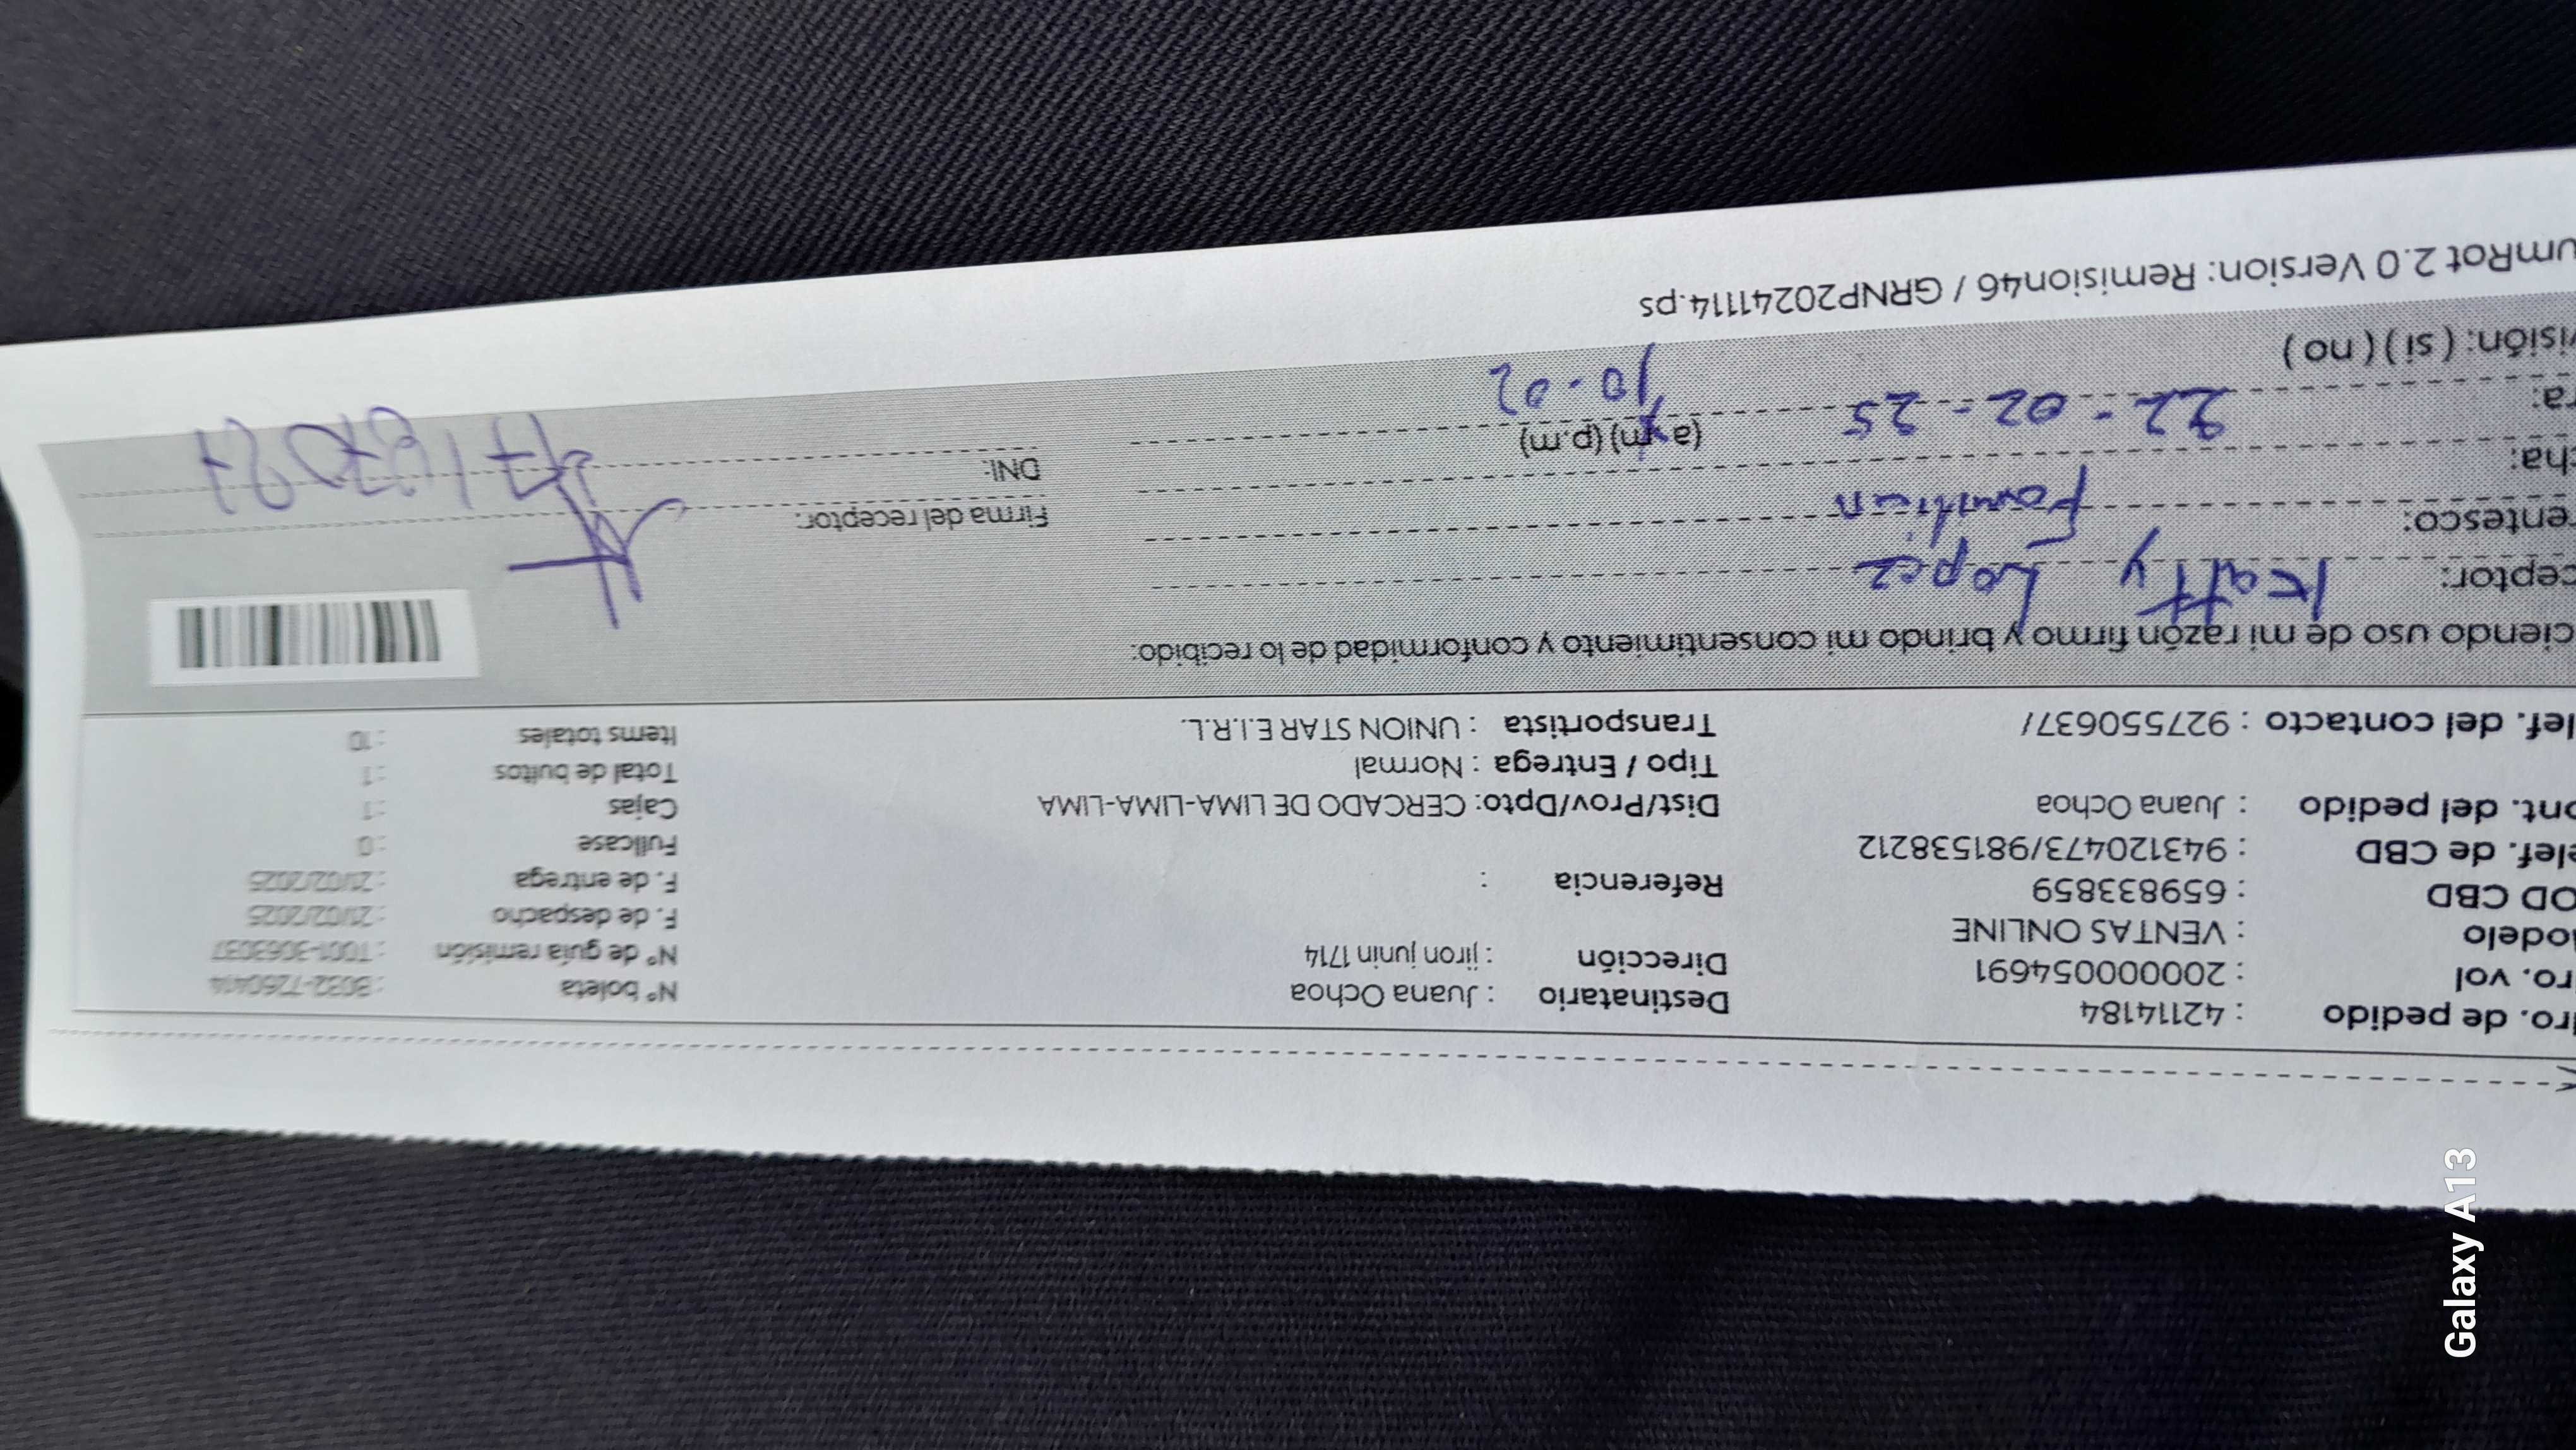 ro. de pedido : 42114184
Destinatario : Juana Ochoa
Nº boleta
ro. vol : 20000054691
Dirección : jiron junin 1714
Nº de guía remisión : T001-3063037
odelo : VENTAS ONLINE
F. de despacho : 21/02/2025
OD CBD : 659833859
Referencia :
F. de entrega : 21/02/2025
elef. de CBD : 943120473/981538212
Fullcase : 0
ont. del pedido : Juana Ochoa
Dist/Prov/Dpto: CERCADO DE LIMA-LIMA-LIMA
Cajas : 1
Tipo / Entrega : Normal
Total de bultos : 1
lef. del contacto : 927550637/
Transportista : UNION STAR E.I.R.L.
Items totales : 10
ciendo uso de mi razón firmo y brindo mi consentimiento y conformidad de lo recibido:
ceptor: Katty Lopez
entesco: Familiar
Firma del receptor:
cha: 22-02-25
DNI:
ra: (a.m) (p.m) 10-02
isión: ( si ) ( no )
umRot 2.0 Version: Remision46 / GRNP20241114.ps
Galaxy A13